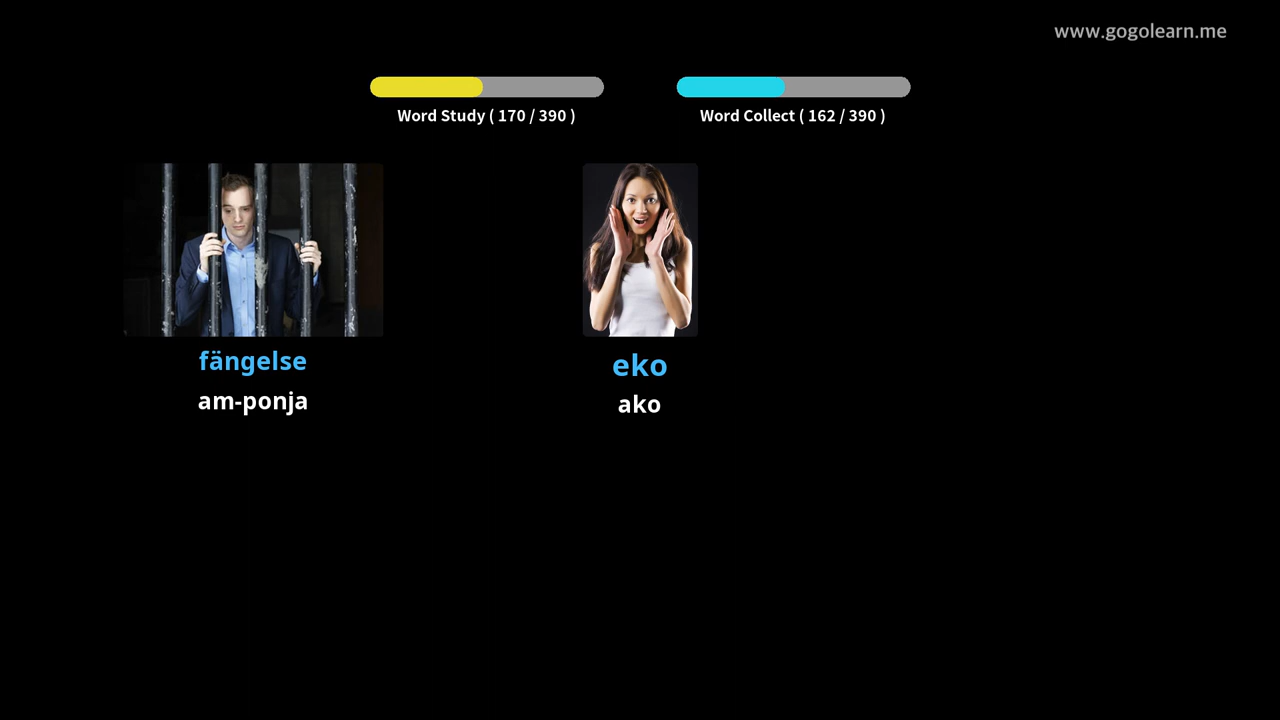 www.gogolearn.me
Word Study ( 170 / 390 )
Word Collect ( 162 / 390 )
fängelse
am-ponja
eko
ako